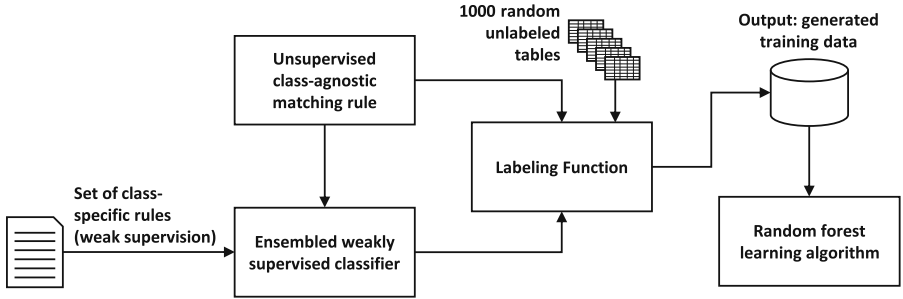 1000 random
unlabeled
tables
Output: generated
training data
Unsupervised
class-agnostic
matching rule
Labeling Function
Set of class-
specific rules
(weak supervision)
Ensembled weakly
supervised classifier
Random forest
learning algorithm